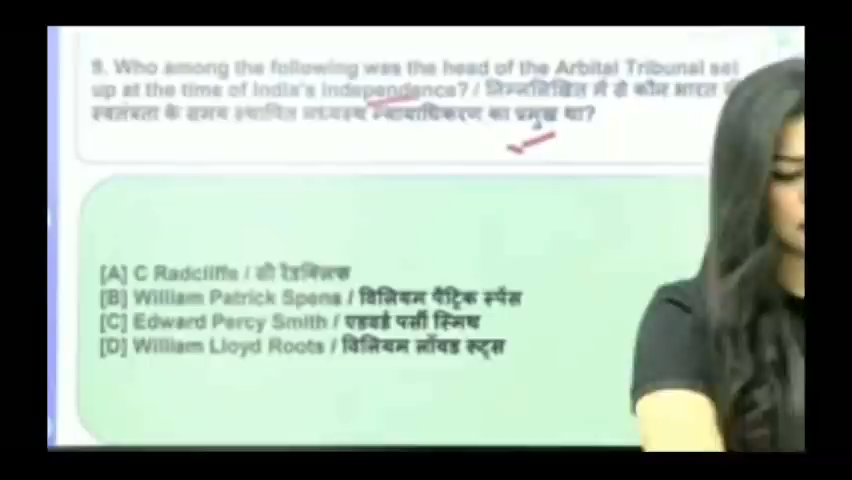 9. Who among the following was the head of the Arbital Tribunal set
up at the time of India's Independence? / निम्नलिखित में से कौन भारत
स्वतंत्रता के समय स्थापित मध्यस्थ न्यायाधिकरण का प्रमुख था?
[A] C Radcliffe / सी रेडक्लिफ
[B] William Patrick Spens / विलियम पैट्रिक स्पेंस
[C] Edward Percy Smith / एडवर्ड पर्सी स्मिथ
[D] William Lloyd Roots / विलियम लॉयड रूट्स